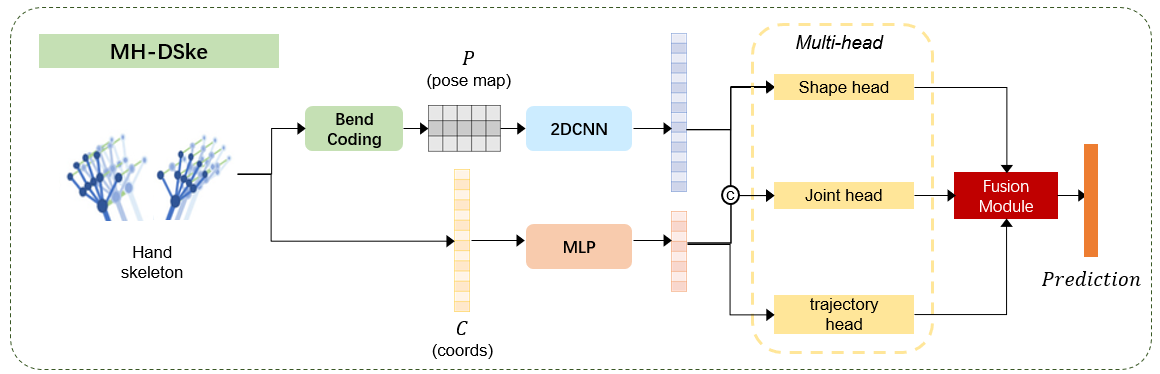 MH-DSke
Hand
skeleton
Bend
Coding
P
(pose map)
2DCNN
C
(coords)
MLP
C
Multi-head
Shape head
Joint head
trajectory
head
Fusion
Module
Prediction